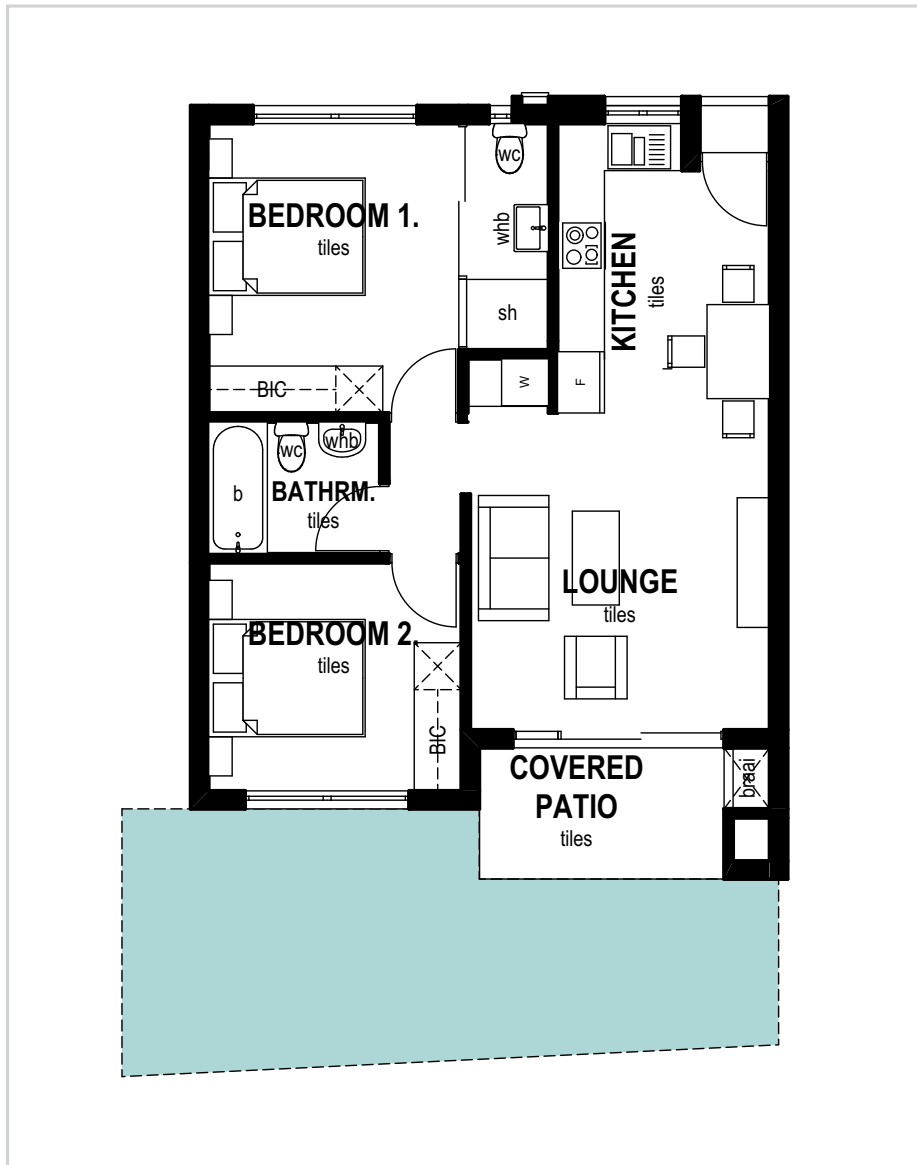 wc
BEDROOM 1.
tiles
whb
KITCHEN
tiles
sh
BIC
W
F
wc
whb
b
BATHRM.
tiles
LOUNGE
tiles
BEDROOM 2.
tiles
BIC
COVERED
PATIO
tiles
braai